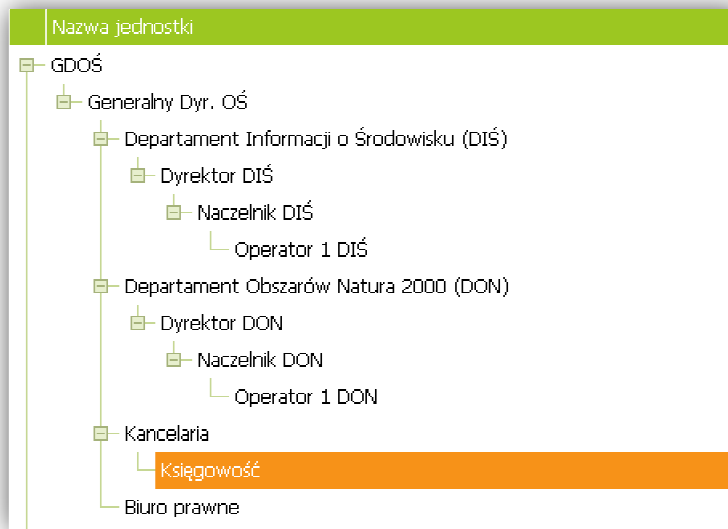 Nazwa jednostki
GDOŚ
Generalny Dyr. OŚ
Departament Informacji o Środowisku (DIŚ)
Dyrektor DIŚ
Naczelnik DIŚ
Operator 1 DIŚ
Departament Obszarów Natura 2000 (DON)
Dyrektor DON
Naczelnik DON
Operator 1 DON
Kancelaria
Księgowość
Biuro prawne